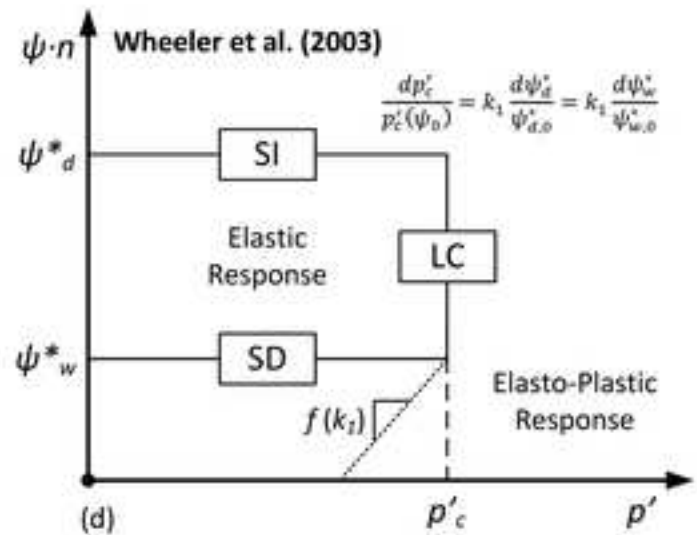 ψ·n
Wheeler et al. (2003)
dp′c/p′c(ψ0) = k1 dψ*d/ψ*d,0 = k1 dψ*w/ψ*w,0
ψ*d
SI
Elastic
Response
LC
ψ*w
SD
Elasto-Plastic
Response
f(k1)
(d)
p′c
p′